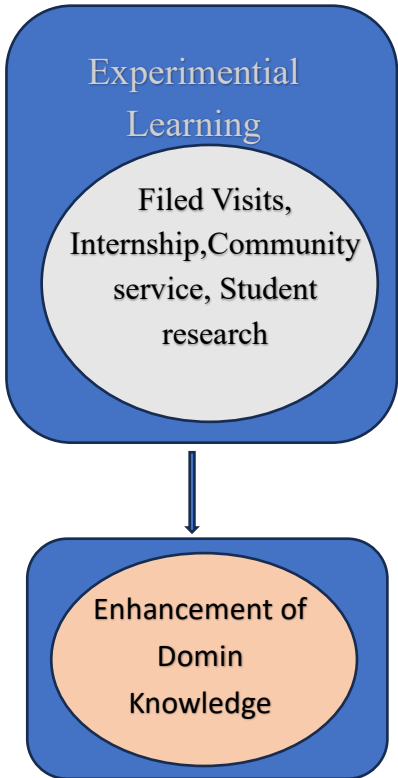 Experimential
Learning
Filed Visits,
Internship,Community
service, Student
research
Enhancement of
Domin
Knowledge